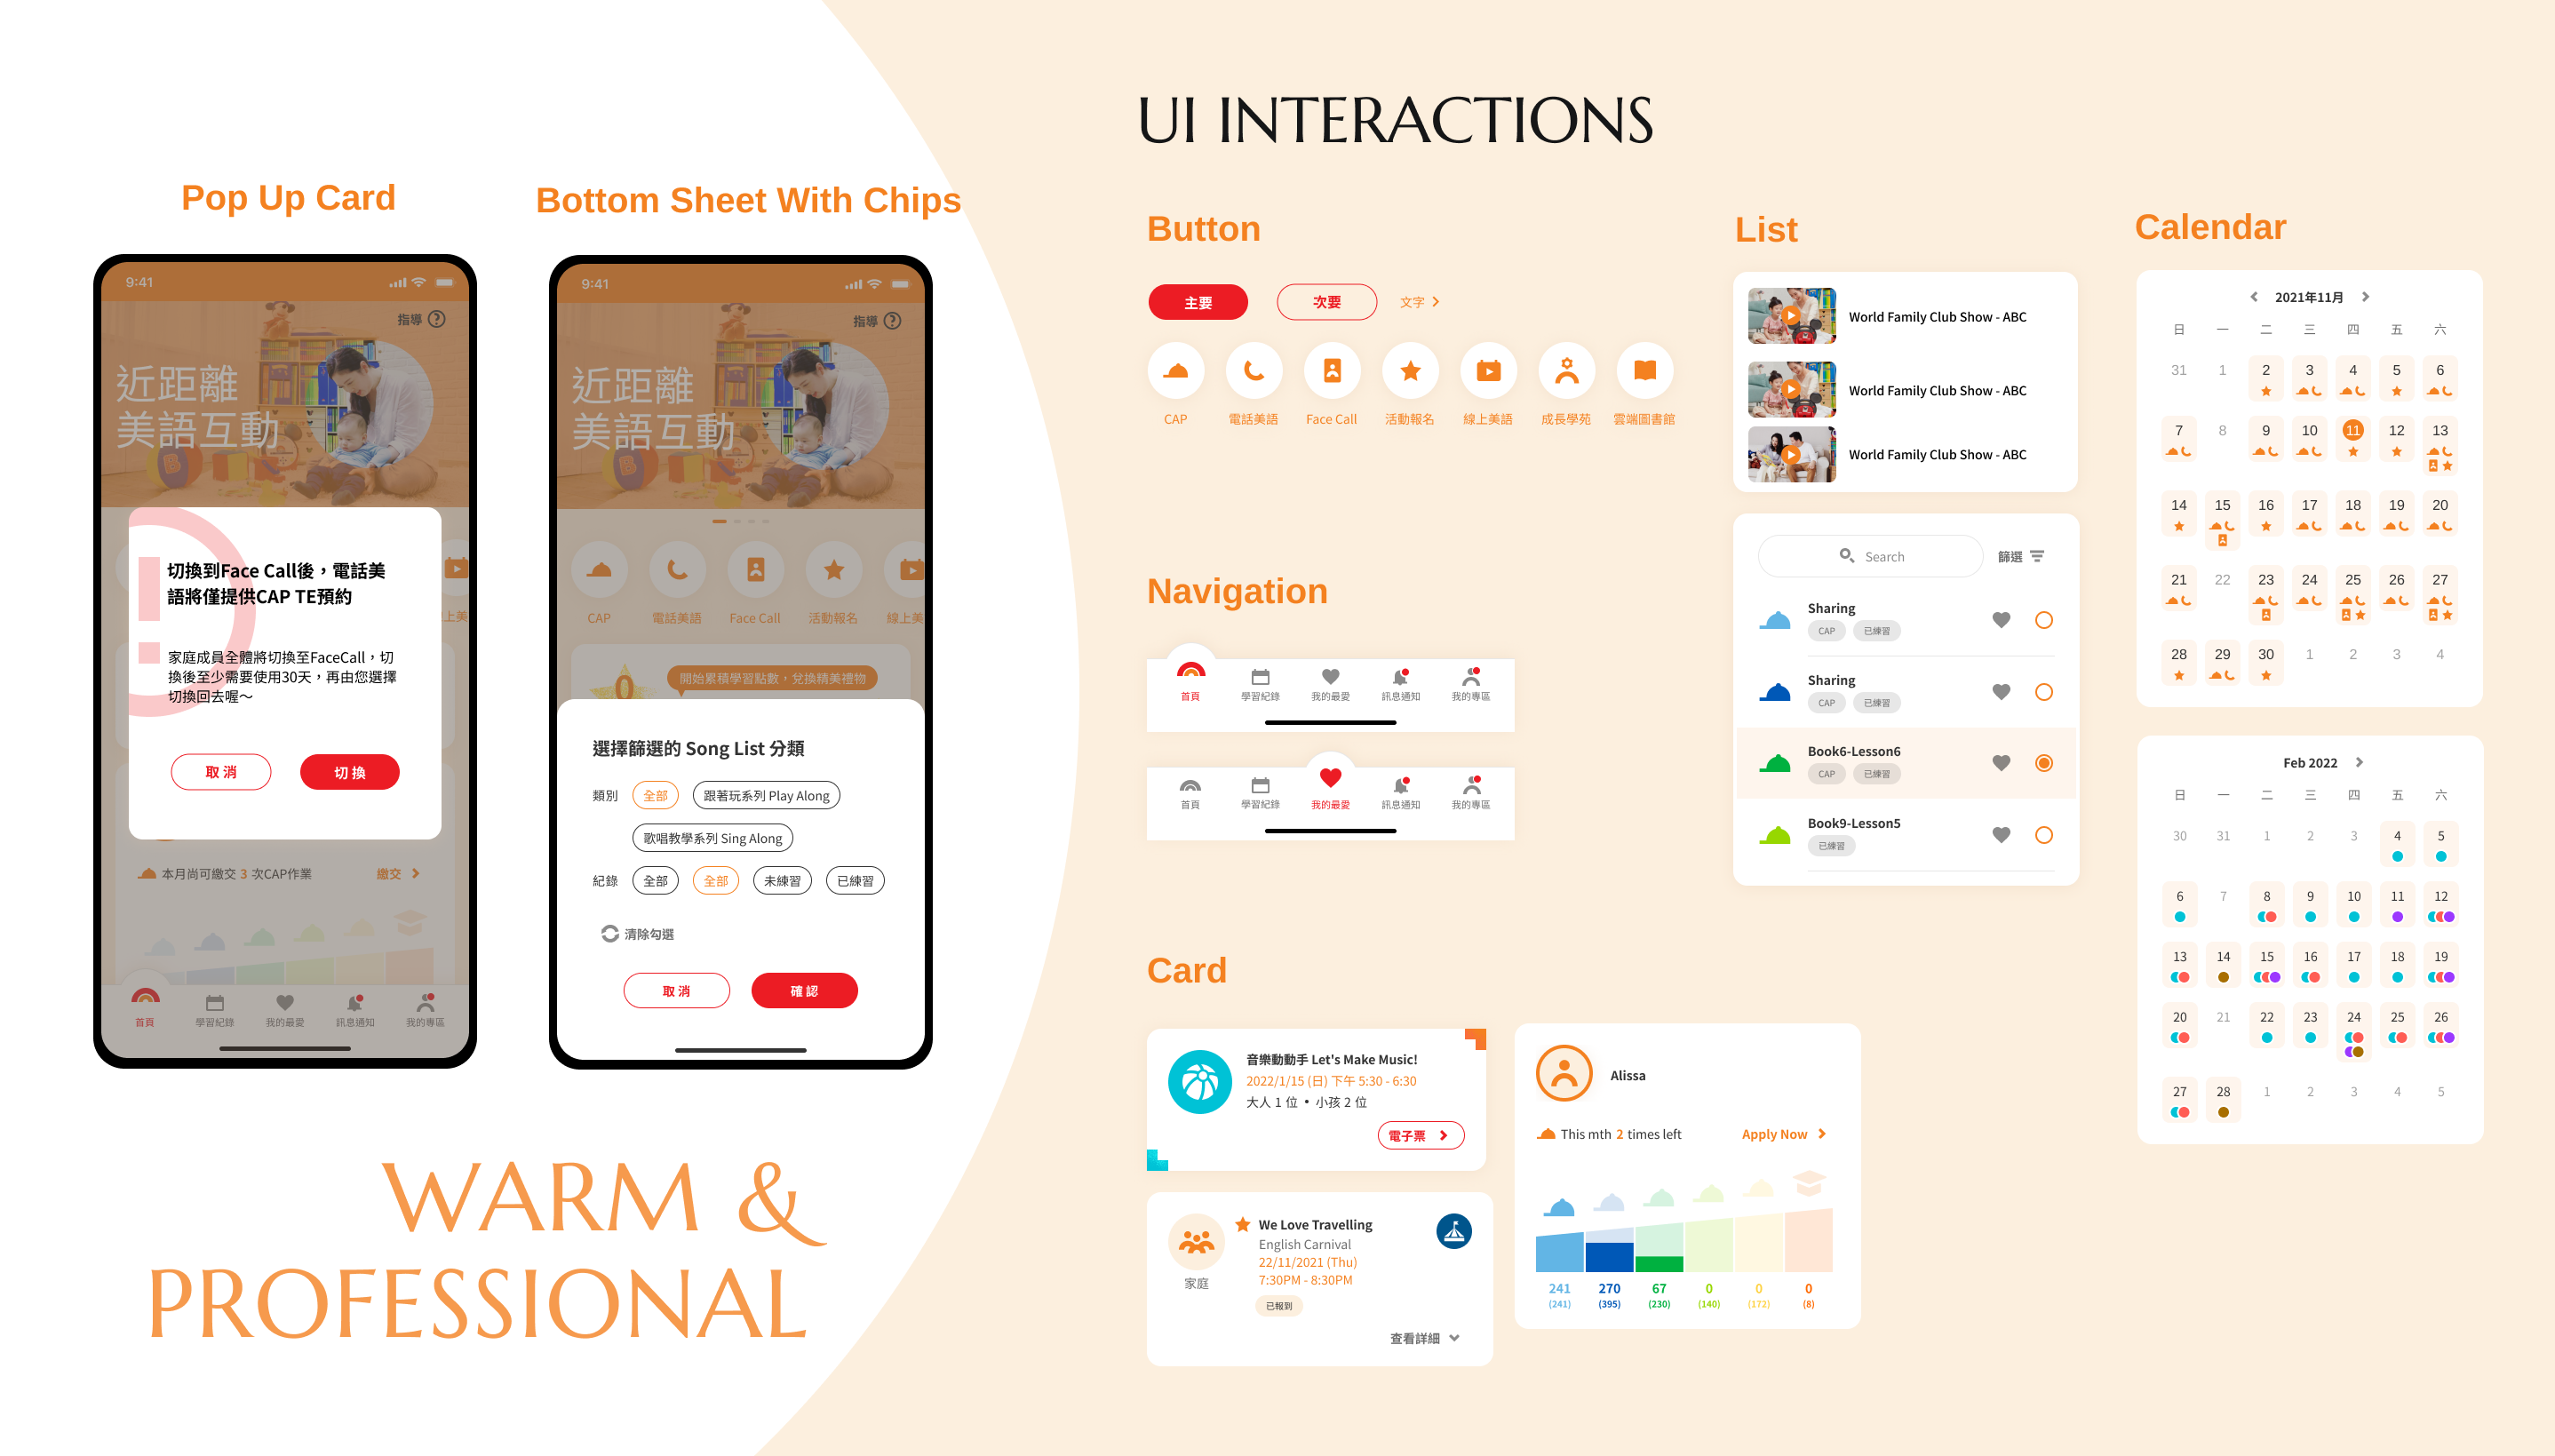 UI INTERACTIONS
Pop Up Card
9:41
指導
近距離
美語互動
切換到Face Call後，電話美
語將僅提供CAP TE預約
家庭成員全體將切換至FaceCall，切
換後至少需要使用30天，再由您選擇
切換回去喔～
取 消
切 換
線上美
本月尚可繳交 3 次CAP作業
繳交
首頁
學習紀錄
我的最愛
訊息通知
我的專區
Bottom Sheet With Chips
9:41
指導
近距離
美語互動
CAP
電話美語
Face Call
活動報名
線上美
開始累積學習點數，兌換精美禮物
0
選擇篩選的 Song List 分類
類別
全部
跟著玩系列 Play Along
歌唱教學系列 Sing Along
紀錄
全部
全部
未練習
已練習
清除勾選
取 消
確 認
WARM &
PROFESSIONAL
Button
主要
次要
文字
CAP
電話美語
Face Call
活動報名
線上美語
成長學苑
雲端圖書館
Navigation
首頁
學習紀錄
我的最愛
訊息通知
我的專區
首頁
學習紀錄
我的最愛
訊息通知
我的專區
Card
音樂動動手 Let's Make Music!
2022/1/15 (日) 下午 5:30 - 6:30
大人 1 位 • 小孩 2 位
電子票
家庭
We Love Travelling
English Carnival
22/11/2021 (Thu)
7:30PM - 8:30PM
已報到
查看詳細
Alissa
This mth 2 times left
Apply Now
241 270 67 0 0 0
(241) (395) (230) (140) (172) (8)
List
World Family Club Show - ABC
World Family Club Show - ABC
World Family Club Show - ABC
Search
篩選
Sharing
CAP 已練習
Sharing
CAP 已練習
Book6-Lesson6
CAP 已練習
Book9-Lesson5
已練習
Calendar
2021年11月
日 一 二 三 四 五 六
31 1 2 3 4 5 6
7 8 9 10 11 12 13
14 15 16 17 18 19 20
21 22 23 24 25 26 27
28 29 30 1 2 3 4
Feb 2022
日 一 二 三 四 五 六
30 31 1 2 3 4 5
6 7 8 9 10 11 12
13 14 15 16 17 18 19
20 21 22 23 24 25 26
27 28 1 2 3 4 5